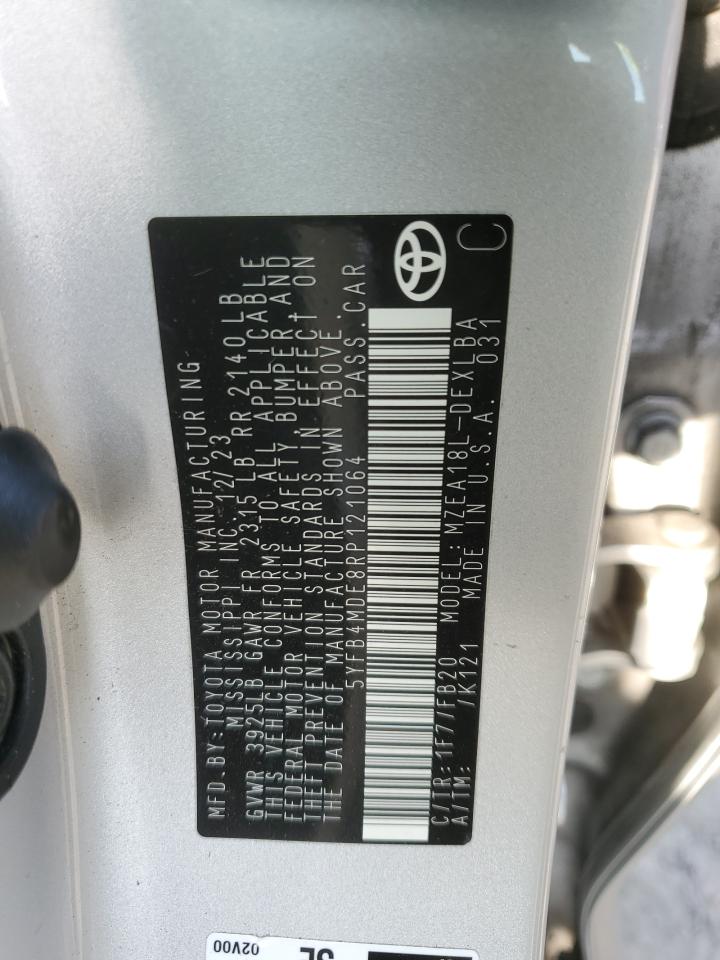 MFD.BY:TOYOTA MOTOR MANUFACTURING
MISSISSIPPI INC. 12/23
GVWR 3925LB GAWR FR 2315 LB RR 2140LB
THIS VEHICLE CONFORMS TO ALL APPLICABLE
FEDERAL MOTOR VEHICLE SAFETY BUMPER, AND
THEFT PREVENTION STANDARDS IN EFFECT ON
THE DATE OF MANUFACTURE SHOWN ABOVE.
5YFB4MDE8RP121064 PASS.CAR
C/TR:1F7/FB20 MODEL:MZEA18L-DEXLBA
A/TM: /K121 MADE IN U.S.A. 031
C
02V00